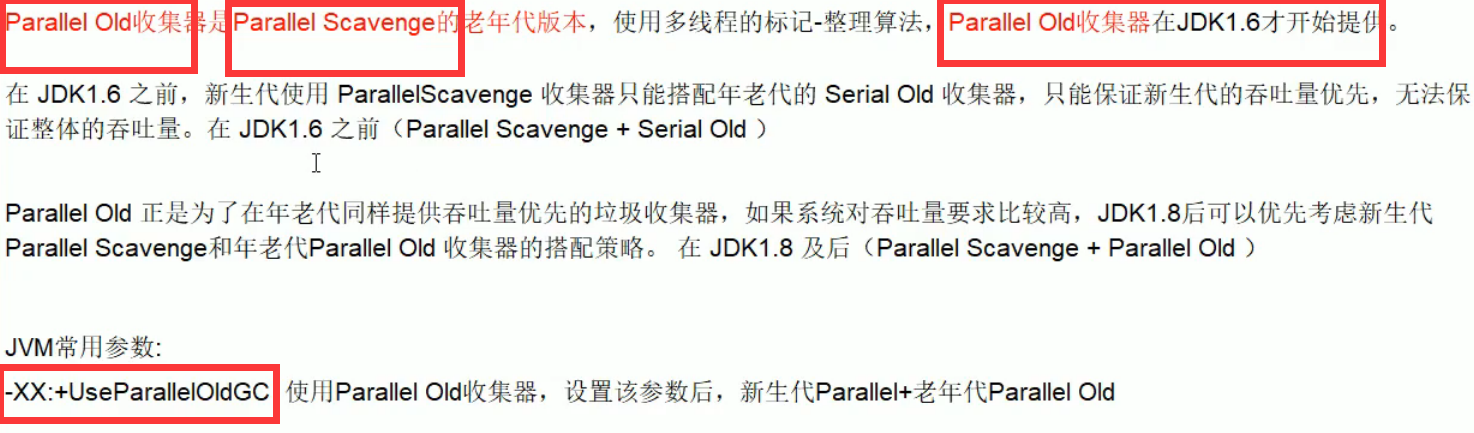 Parallel Old收集器是Parallel Scavenge的老年代版本，使用多线程的标记-整理算法，Parallel Old收集器在JDK1.6才开始提供。
在 JDK1.6 之前，新生代使用 ParallelScavenge 收集器只能搭配年老代的 Serial Old 收集器，只能保证新生代的吞吐量优先，无法保
证整体的吞吐量。在 JDK1.6 之前（Parallel Scavenge + Serial Old ）
Parallel Old 正是为了在年老代同样提供吞吐量优先的垃圾收集器，如果系统对吞吐量要求比较高，JDK1.8后可以优先考虑新生代
Parallel Scavenge和年老代Parallel Old 收集器的搭配策略。 在 JDK1.8 及后（Parallel Scavenge + Parallel Old ）
JVM常用参数:
-XX:+UseParallelOldGC 使用Parallel Old收集器，设置该参数后，新生代Parallel+老年代Parallel Old